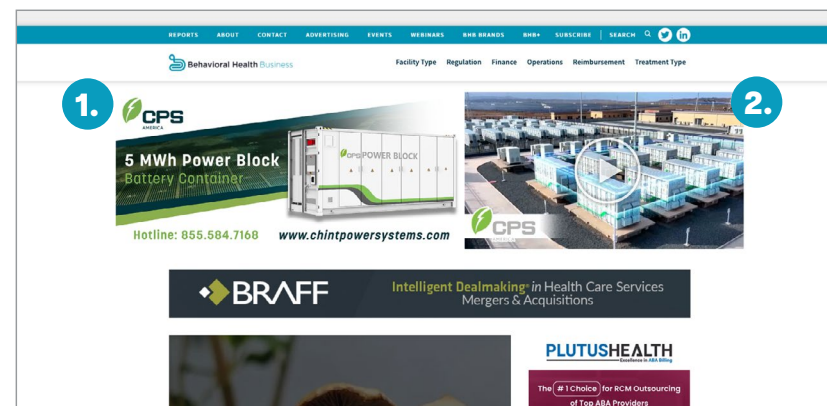 REPORTS ABOUT CONTACT ADVERTISING EVENTS WEBINARS BHB BRANDS BHB+ SUBSCRIBE | SEARCH
Behavioral Health Business
Facility Type Regulation Finance Operations Reimbursement Treatment Type
1.
2.
CPS
AMERICA
5 MWh Power Block
Battery Container
CPS POWER BLOCK
Hotline: 855.584.7168 www.chintpowersystems.com
CPS
AMERICA
BRAFF
Intelligent Dealmaking® in Health Care Services
Mergers & Acquisitions
PLUTUSHEALTH
Excellence in ABA Billing
The # 1 Choice for RCM Outsourcing
of Top ABA Providers